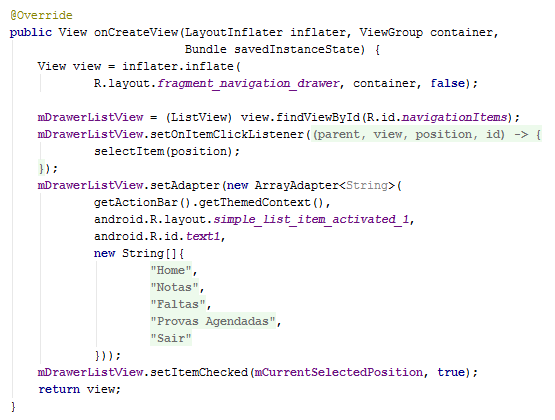 @Override
public View onCreateView(LayoutInflater inflater, ViewGroup container,
                         Bundle savedInstanceState) {
    View view = inflater.inflate(
            R.layout.fragment_navigation_drawer, container, false);

    mDrawerListView = (ListView) view.findViewById(R.id.navigationItems);
    mDrawerListView.setOnItemClickListener((parent, view, position, id) -> {
            selectItem(position);
    });
    mDrawerListView.setAdapter(new ArrayAdapter<String>(
            getActionBar().getThemedContext(),
            android.R.layout.simple_list_item_activated_1,
            android.R.id.text1,
            new String[]{
                    "Home",
                    "Notas",
                    "Faltas",
                    "Provas Agendadas",
                    "Sair"
            }));
    mDrawerListView.setItemChecked(mCurrentSelectedPosition, true);
    return view;
}